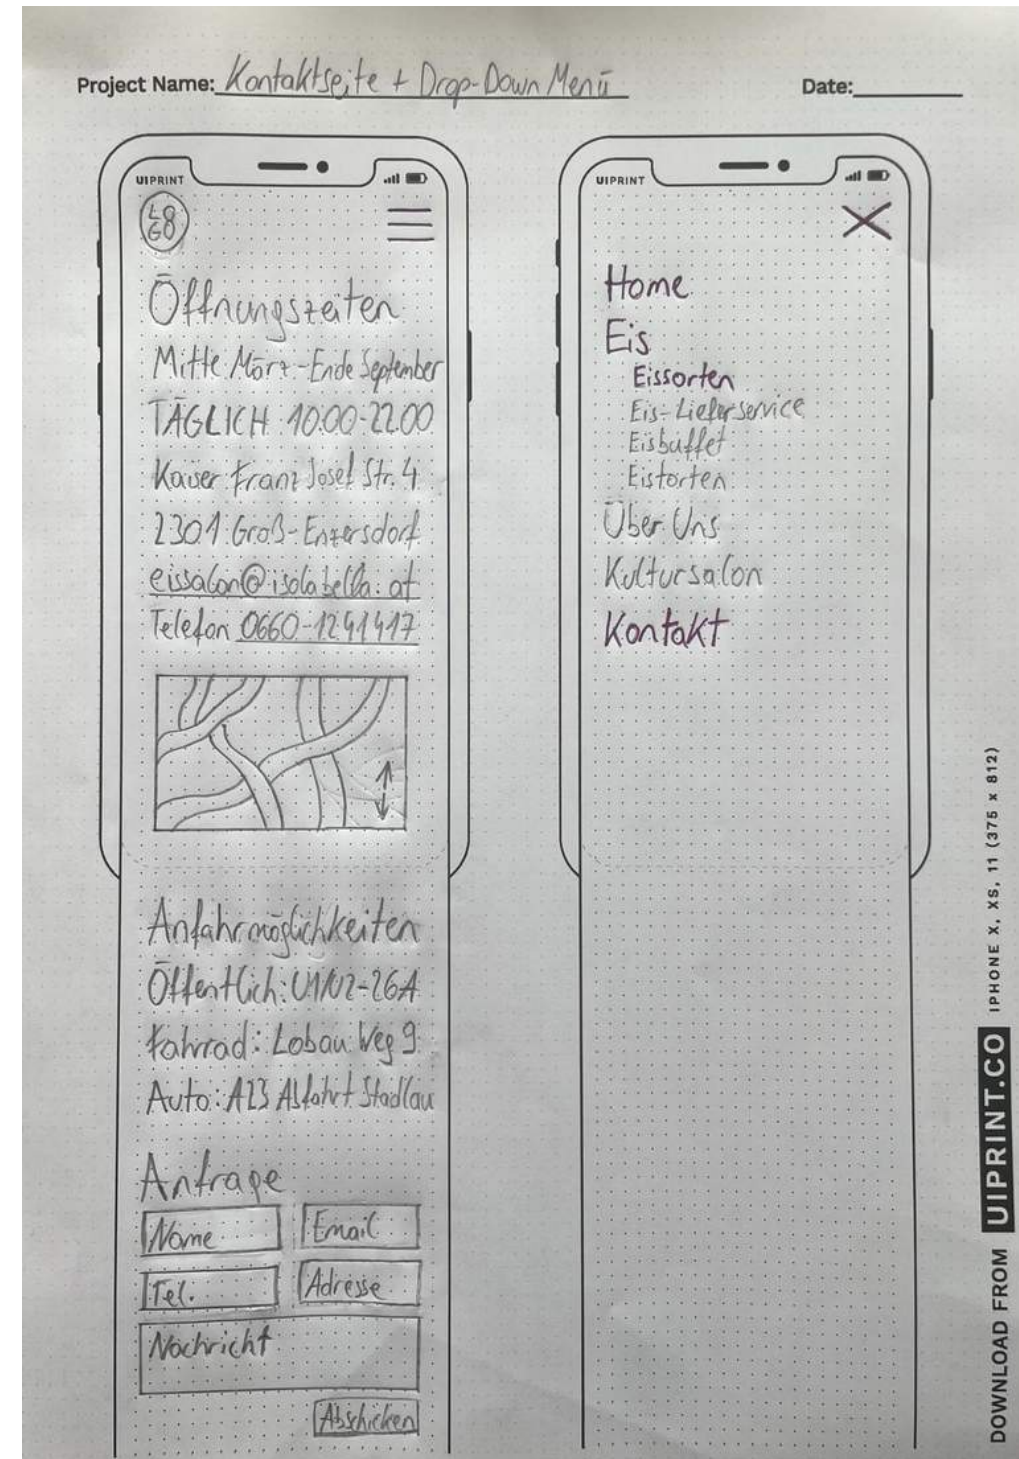 Project Name: Kontaktseite + Drop-Down Menü
Date:
UIPRINT
LO
G8
Öffnungszeiten
Mitte März - Ende September
TÄGLICH 10.00-22.00
Kaiser Franz Josef Str. 4
2301 Groß-Enzersdorf
eissalon@isolabella.at
Telefon 0660-1241417
Anfahrmöglichkeiten
Öffentlich: U1/U2-26A
Fahrrad: Lobau Weg 9
Auto: A23 Abfahrt Stadlau
Anfrage
Name
Email
Tel.
Adresse
Nachricht
Abschicken
UIPRINT
Home
Eis
Eissorten
Eis-Lieferservice
Eisbuffet
Eistorten
Über Uns
Kultursalon
Kontakt
DOWNLOAD FROM UIPRINT.CO IPHONE X, XS, 11 (375 x 812)